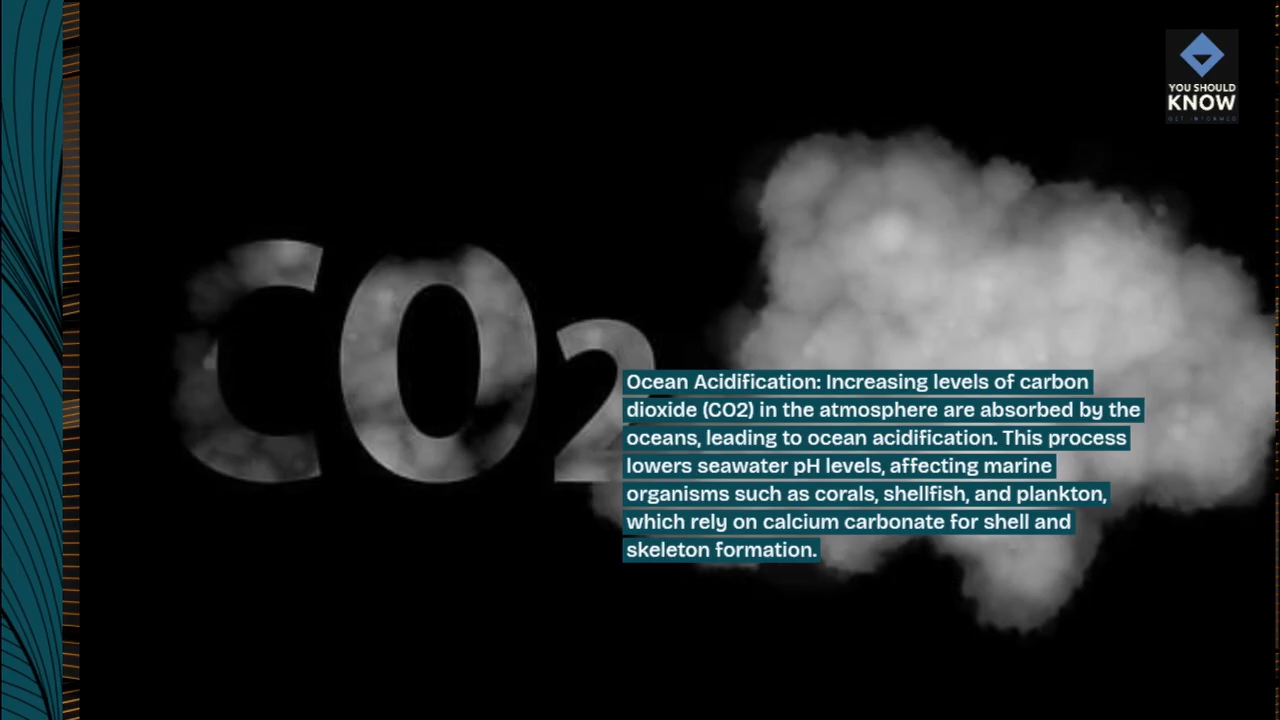 YOU SHOULD
KNOW
GET INFORMED
CO2
Ocean Acidification: Increasing levels of carbon
dioxide (CO2) in the atmosphere are absorbed by the
oceans, leading to ocean acidification. This process
lowers seawater pH levels, affecting marine
organisms such as corals, shellfish, and plankton,
which rely on calcium carbonate for shell and
skeleton formation.